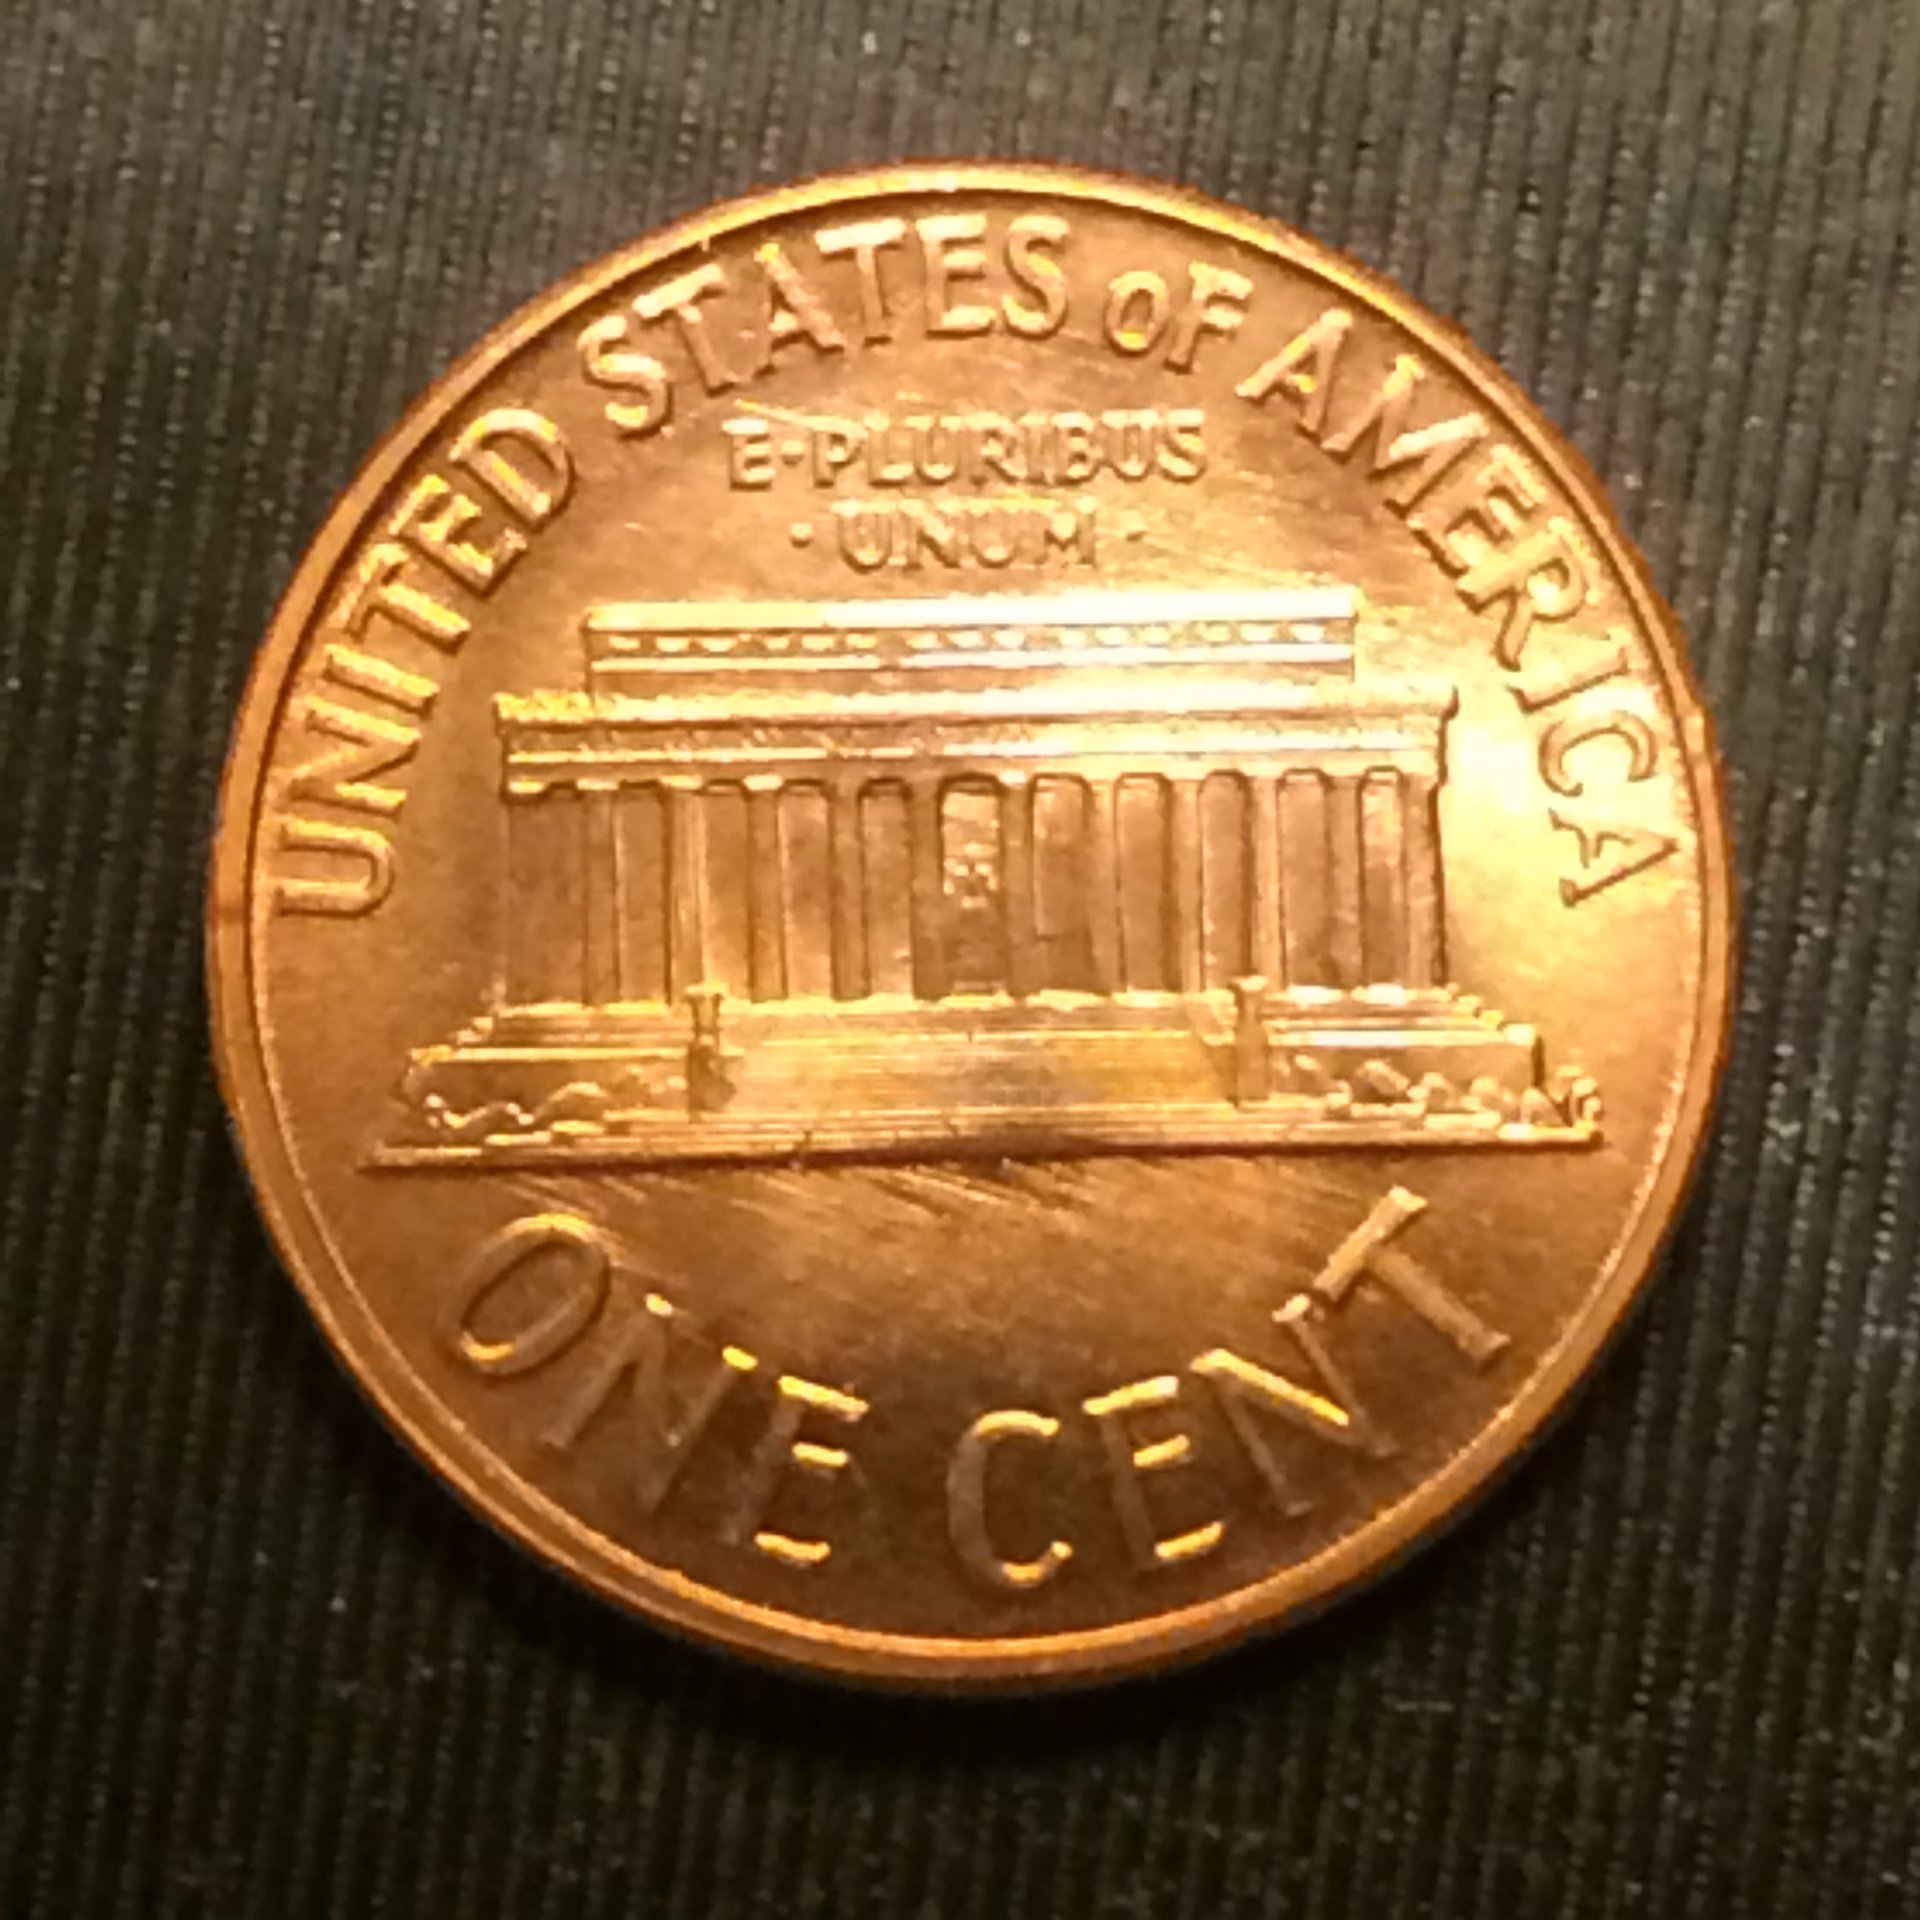 UNITED STATES OF AMERICA
E·PLURIBUS
·UNUM·
ONE CENT